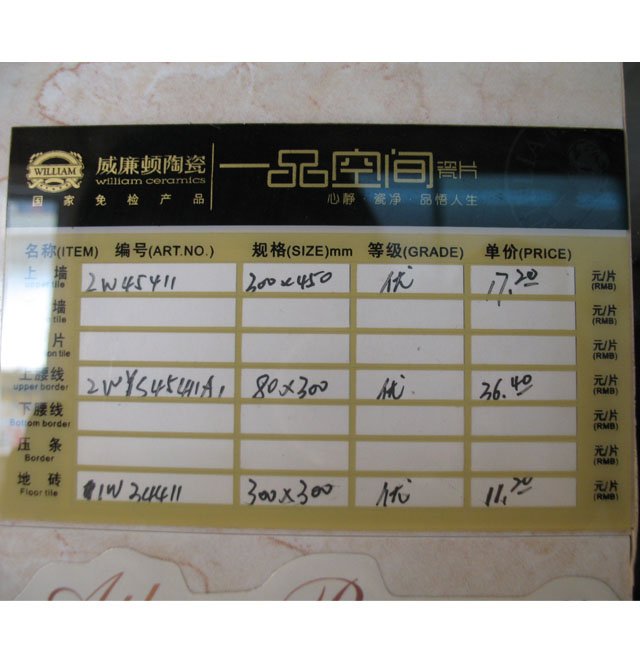 WILLIAM
威廉顿陶瓷
william ceramics
国家免检产品
一品空间 瓷片
心静·瓷净·品悟人生
名称(ITEM) 编号(ART.NO.) 规格(SIZE)mm 等级(GRADE) 单价(PRICE)
上墙 2W45411 300×450 优 17.20 元/片
upper tile (RMB)
墙 元/片
tile (RMB)
片 元/片
tile (RMB)
上腰线 80×300 优 36.40 元/片
upper border (RMB)
下腰线 元/片
Bottom border (RMB)
压条 元/片
Border (RMB)
地砖 1W34411 300×300 优 元/片
Floor tile (RMB)